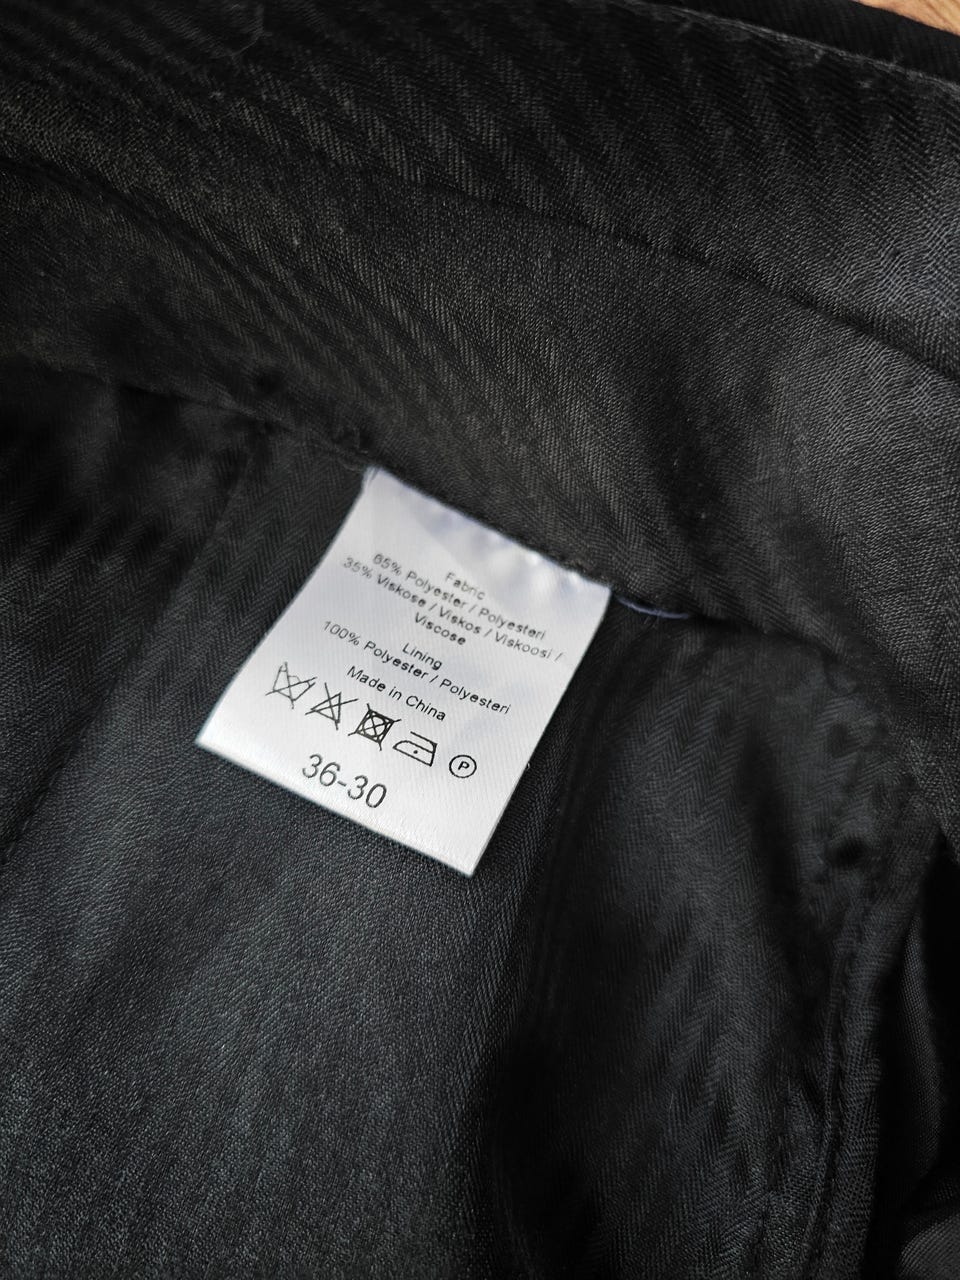 Fabric
65% Polyester / Polyesteri
35% Viskose / Viskos / Viskoosi /
Viscose
Lining
100% Polyester / Polyesteri
Made in China
P
36-30